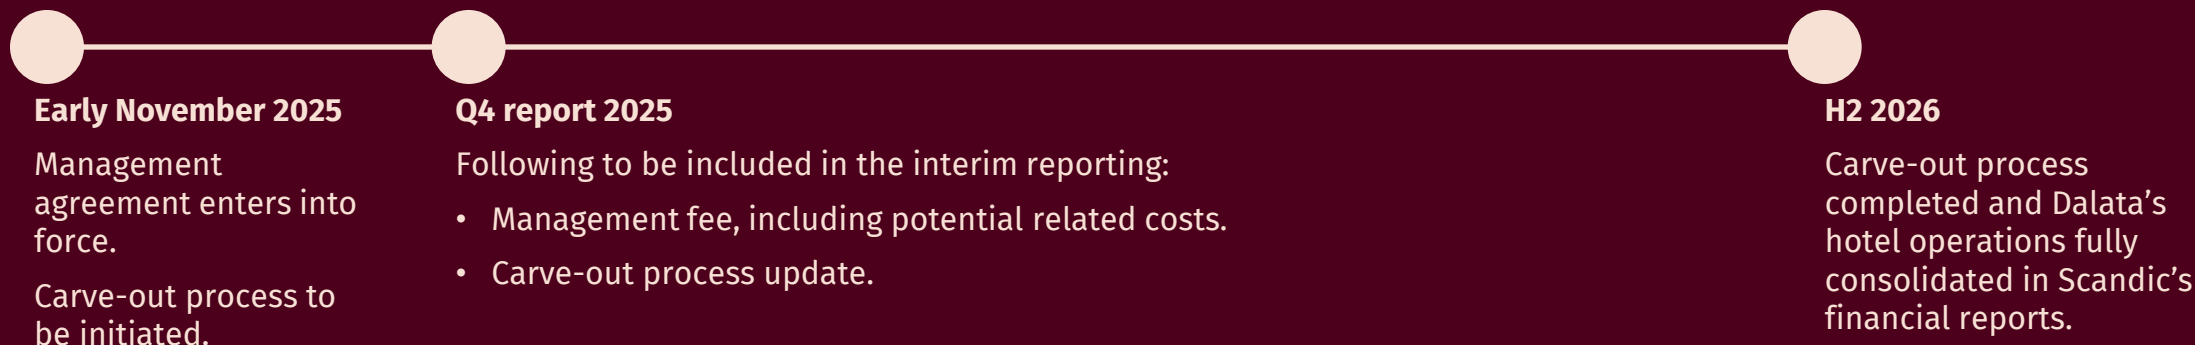 Early November 2025
Management
agreement enters into
force.
Carve-out process to
be initiated.
Q4 report 2025
Following to be included in the interim reporting:
• Management fee, including potential related costs.
• Carve-out process update.
H2 2026
Carve-out process
completed and Dalata’s
hotel operations fully
consolidated in Scandic’s
financial reports.